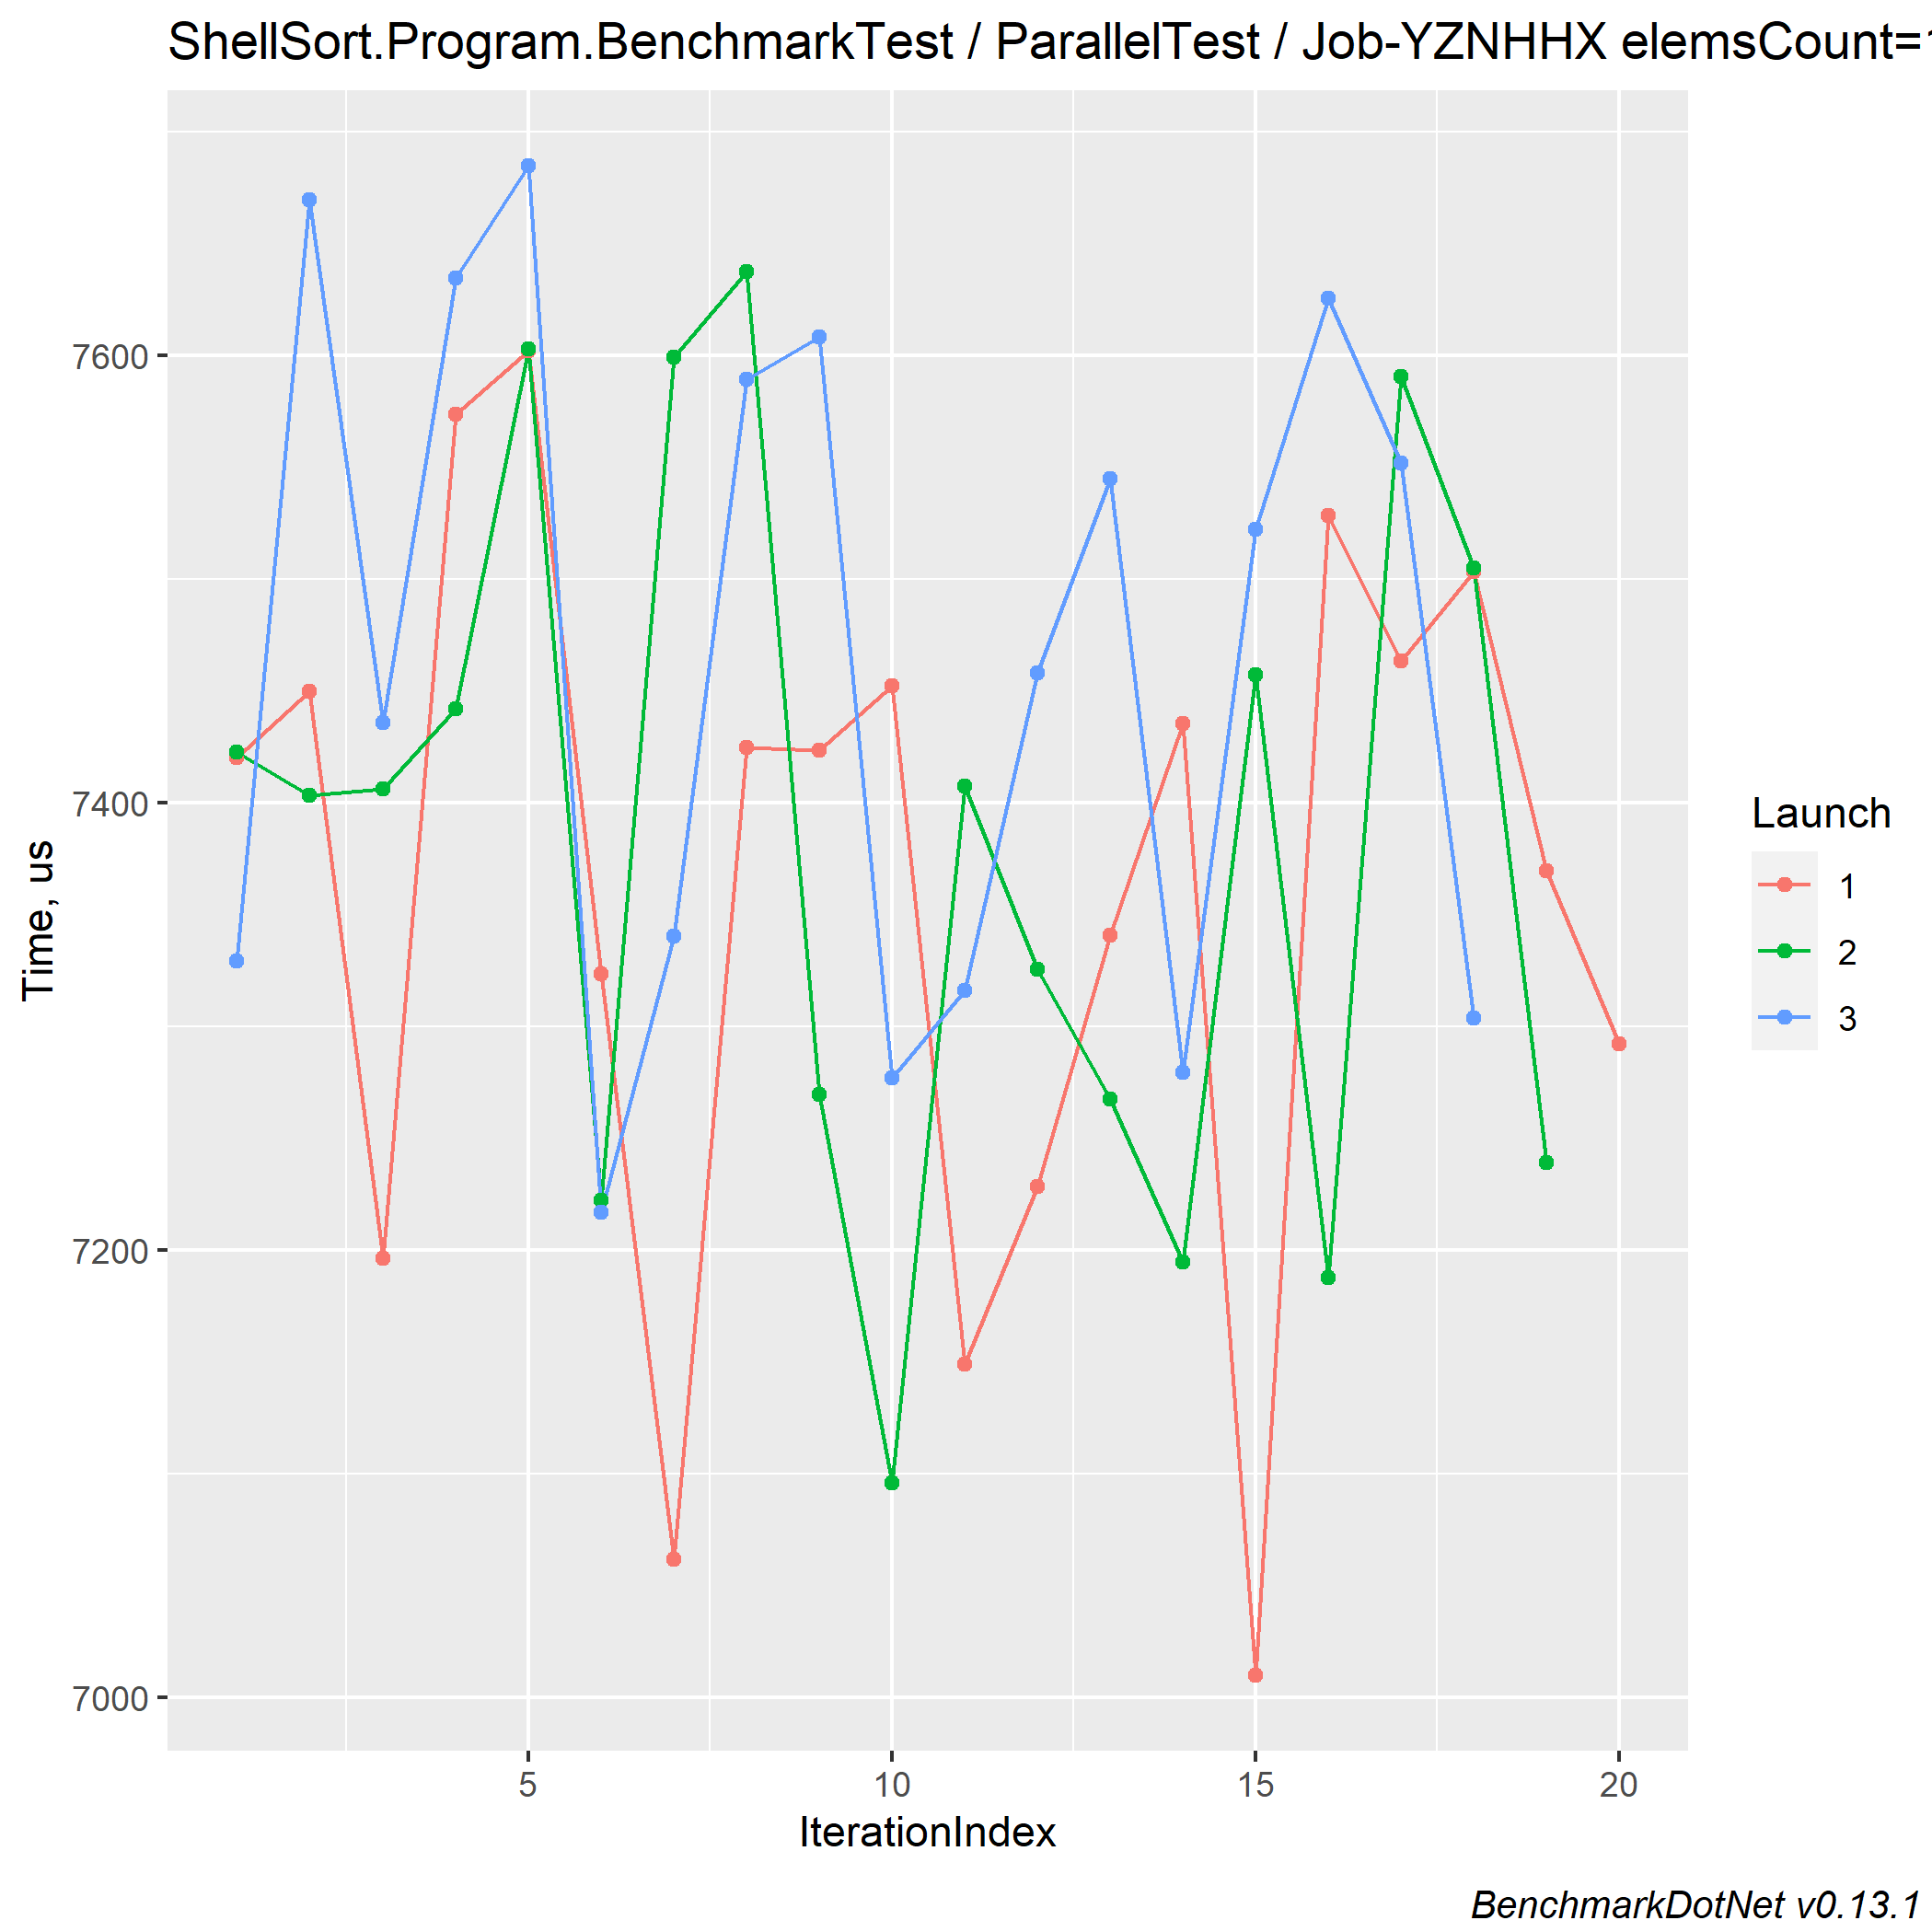 ShellSort.Program.BenchmarkTest / ParallelTest / Job-YZNHHX elemsCount=
7600
7400
7200
7000
Time, us
5 10 15 20
IterationIndex
Launch
1
2
3
BenchmarkDotNet v0.13.1